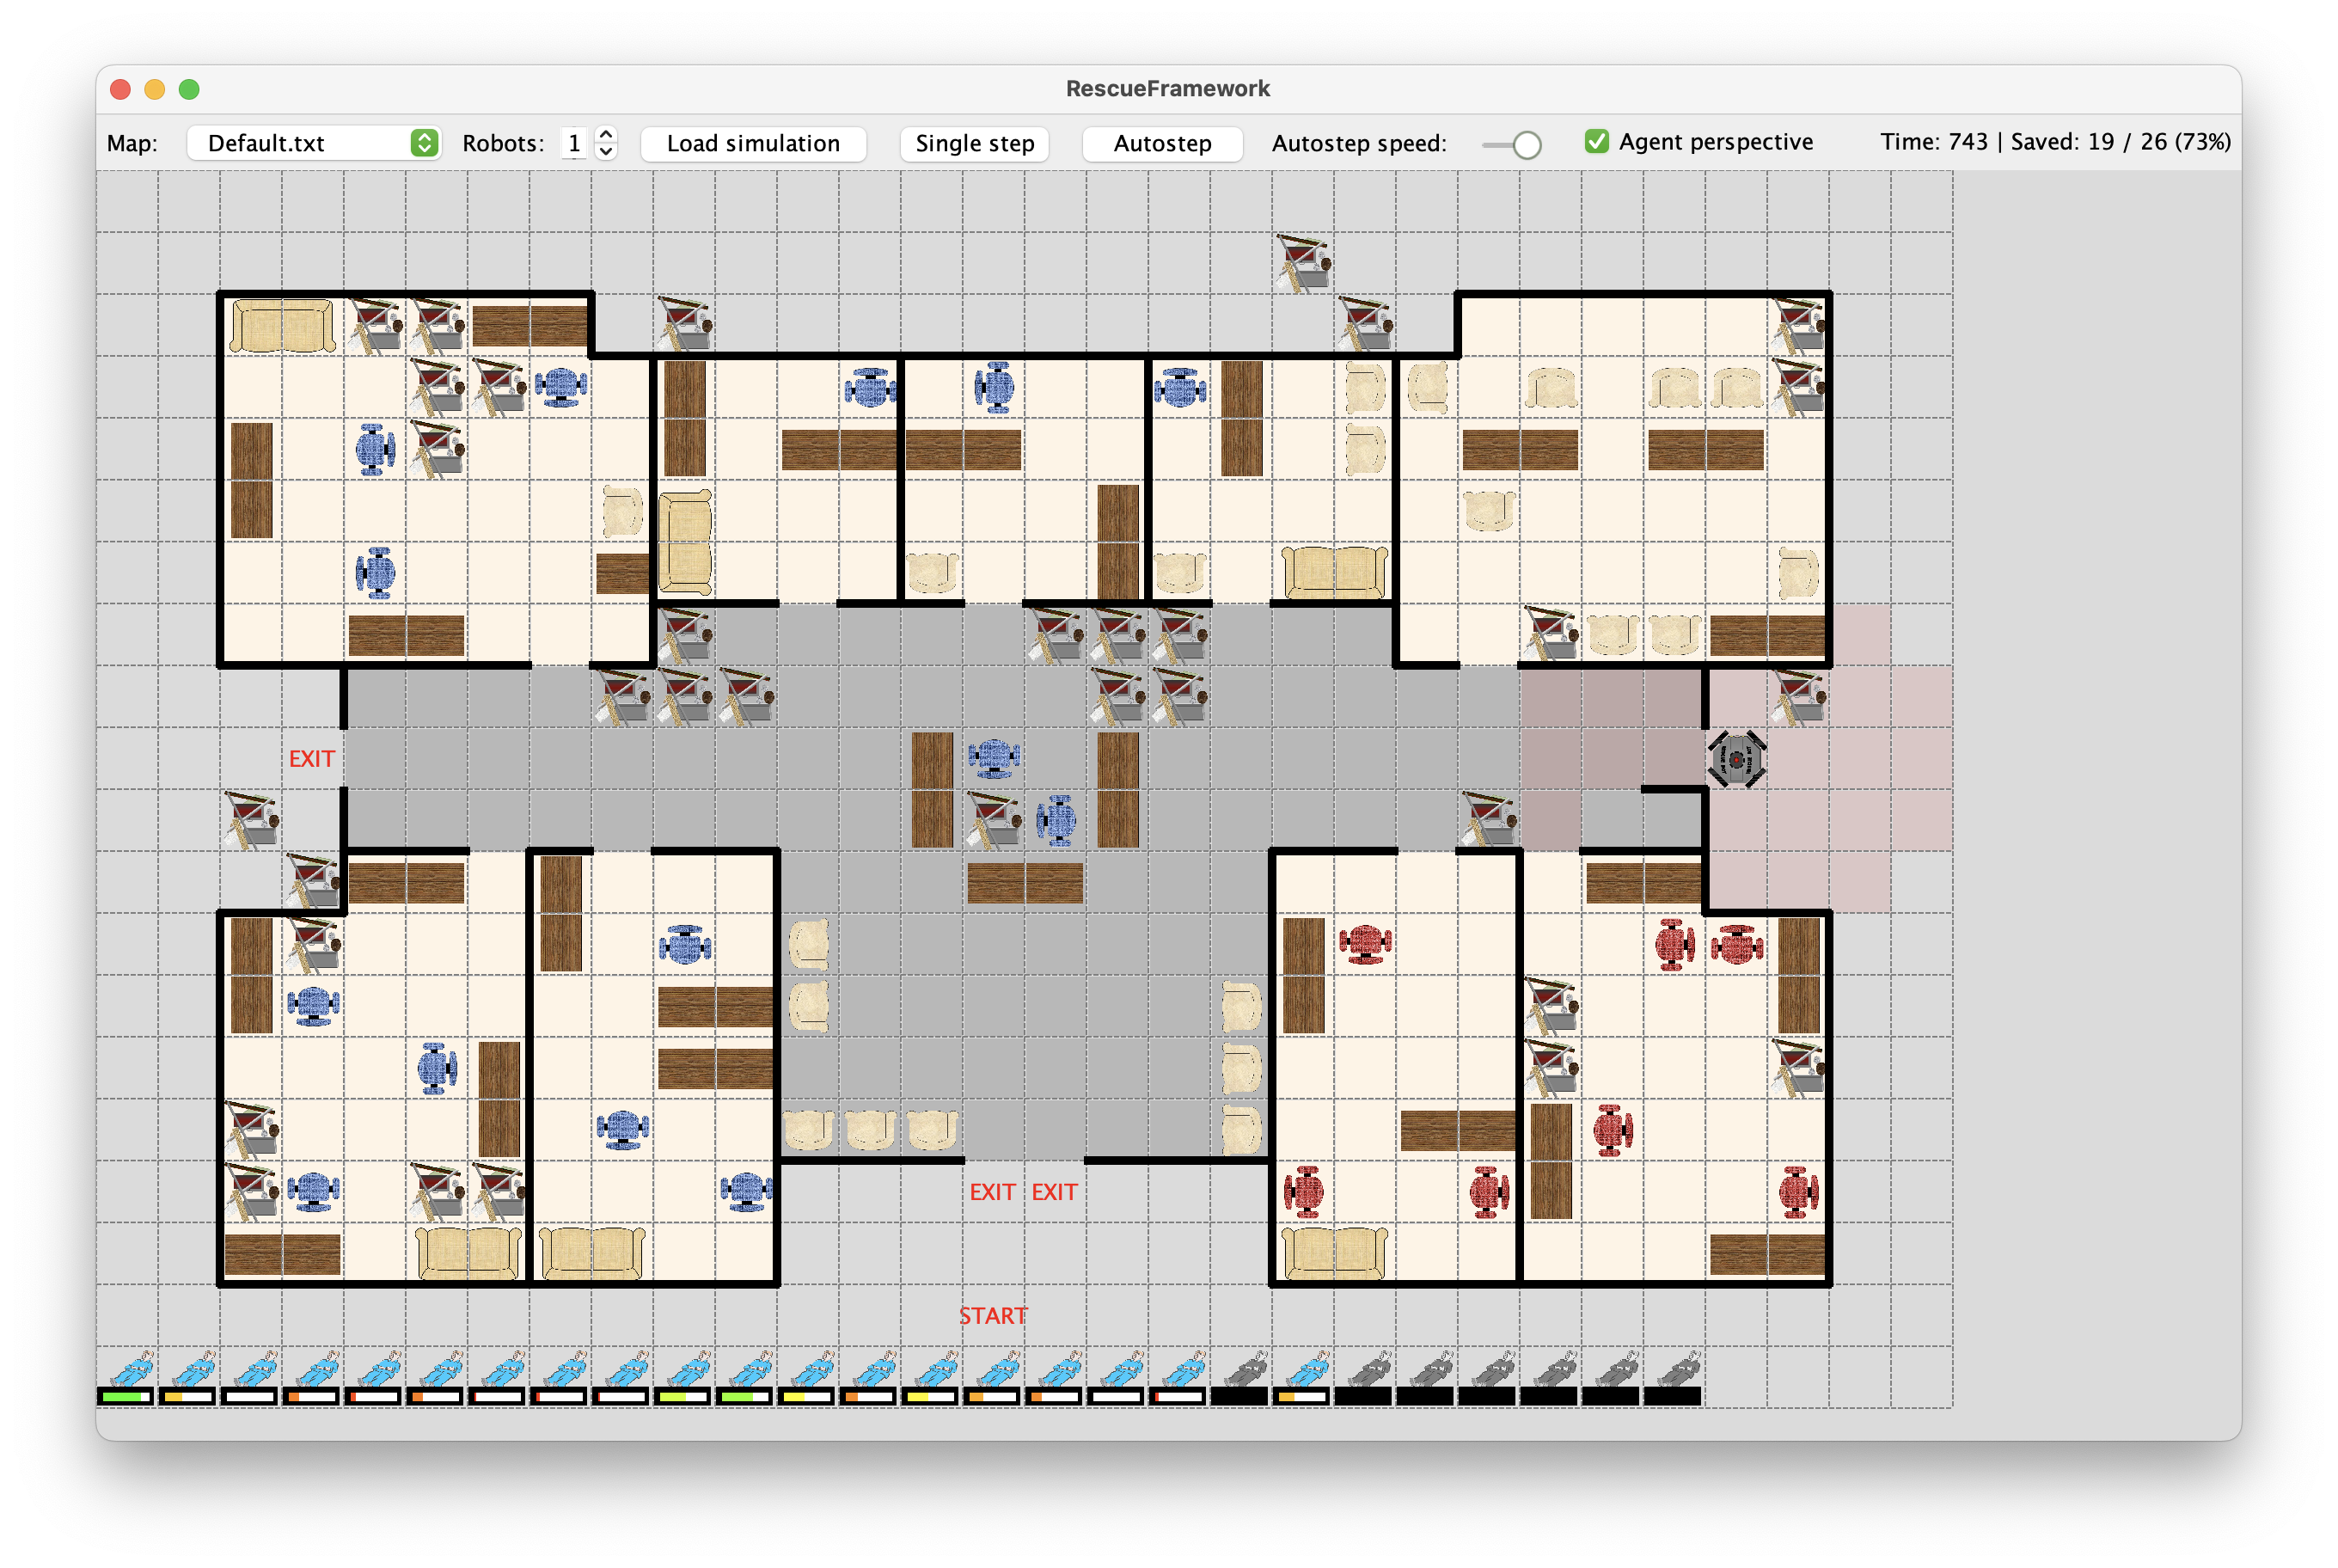 RescueFramework
Map: Default.txt Robots: 1 Load simulation Single step Autostep Autostep speed: Agent perspective Time: 743 | Saved: 19 / 26 (73%)
EXIT
EXIT EXIT
START